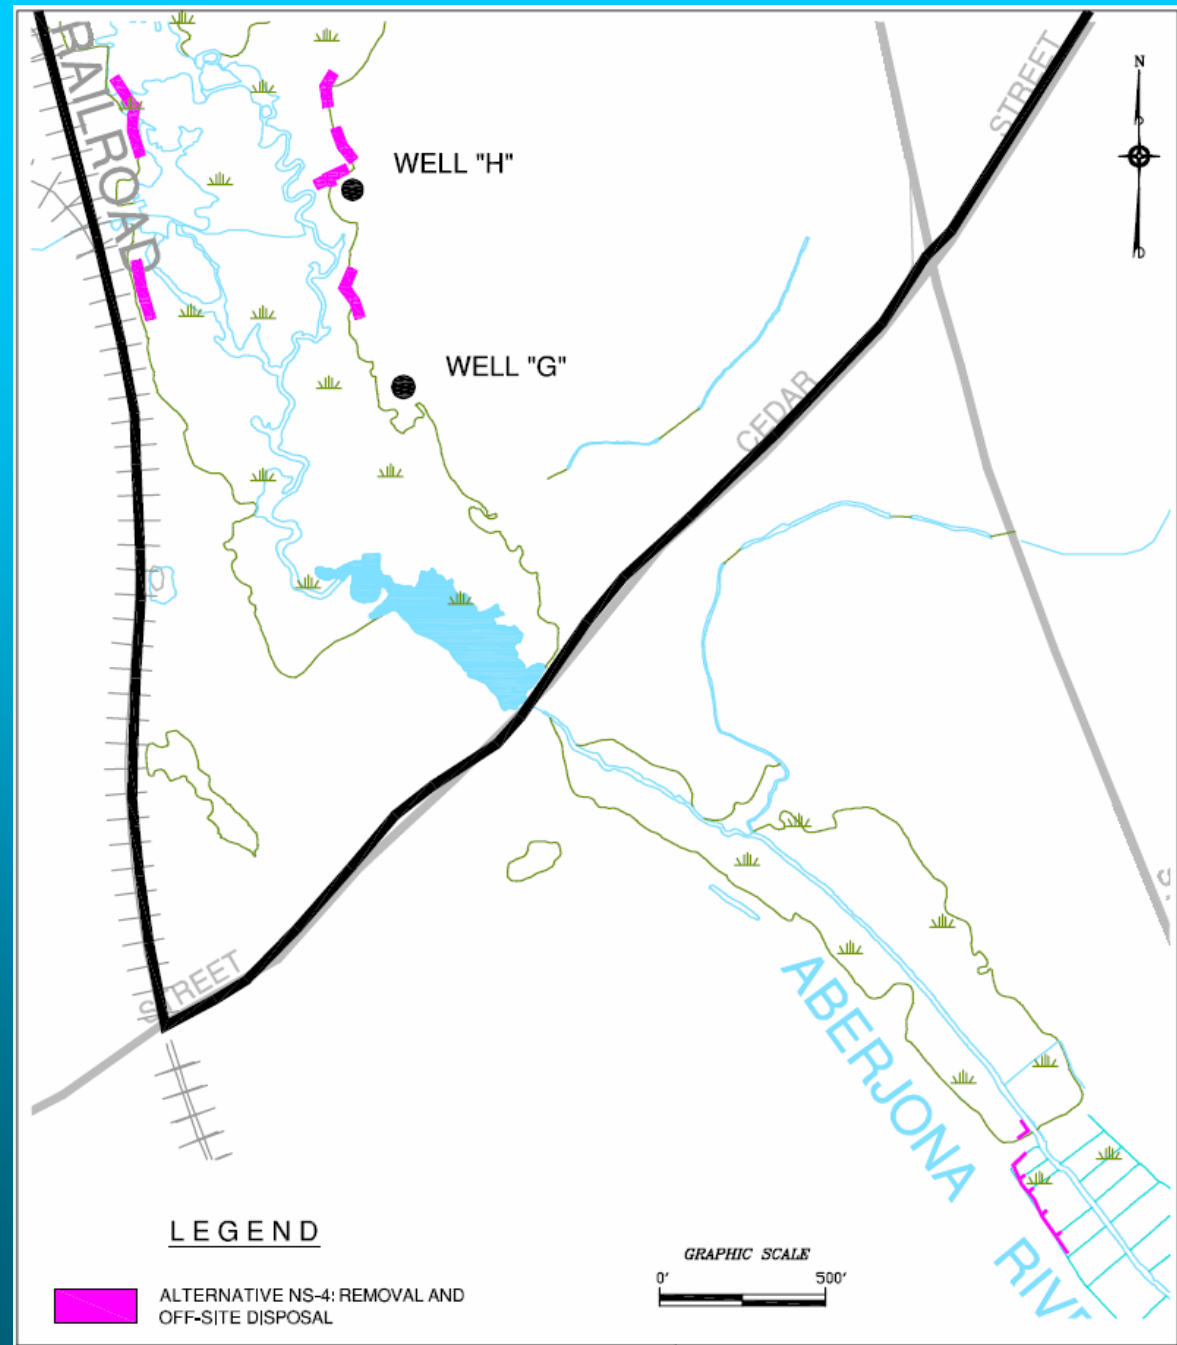 RAILROAD
STREET
N
WELL "H"
WELL "G"
CEDAR
STREET
ABERJONA
LEGEND
ALTERNATIVE NS-4: REMOVAL AND
OFF-SITE DISPOSAL
GRAPHIC SCALE
0' 500'